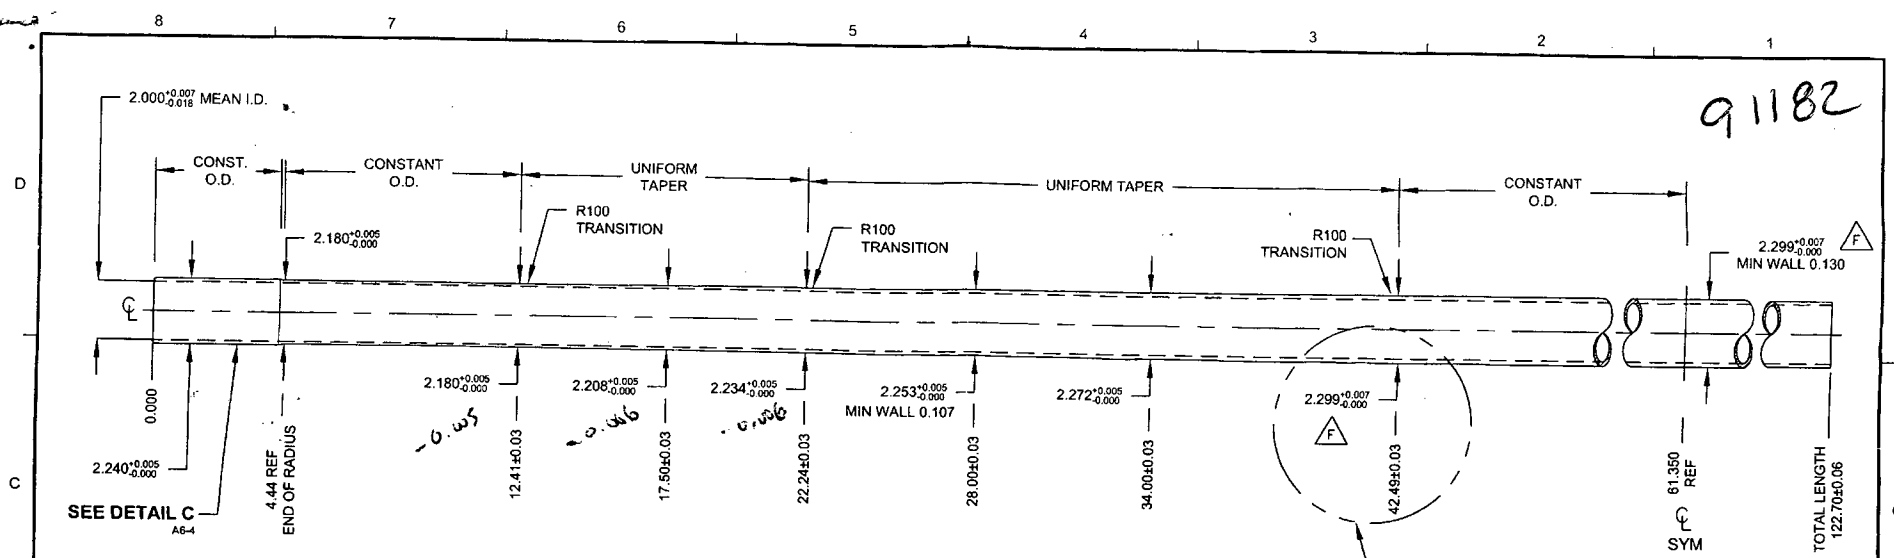 8 7 6 5 4 3 2 1
91182
2.000 +0.007 -0.018 MEAN I.D.
D
CONST.
O.D.
CONSTANT
O.D.
UNIFORM
TAPER
UNIFORM TAPER
CONSTANT
O.D.
R100
TRANSITION
R100
TRANSITION
R100
TRANSITION
2.180 +0.005 -0.000
2.299 +0.007 -0.000
MIN WALL 0.130
F
CL
2.180 +0.005 -0.000
2.208 +0.005 -0.000
2.234 +0.005 -0.000
2.253 +0.005 -0.000
MIN WALL 0.107
2.272 +0.005 -0.000
2.299 +0.007 -0.000
F
-0.005
-0.006
-0.006
0.000
2.240 +0.005 -0.000
4.44 REF
END OF RADIUS
12.41±0.03
17.50±0.03
22.24±0.03
28.00±0.03
34.00±0.03
42.49±0.03
61.350
REF
CL
SYM
TOTAL LENGTH
122.70±0.06
C
SEE DETAIL C
A6-4